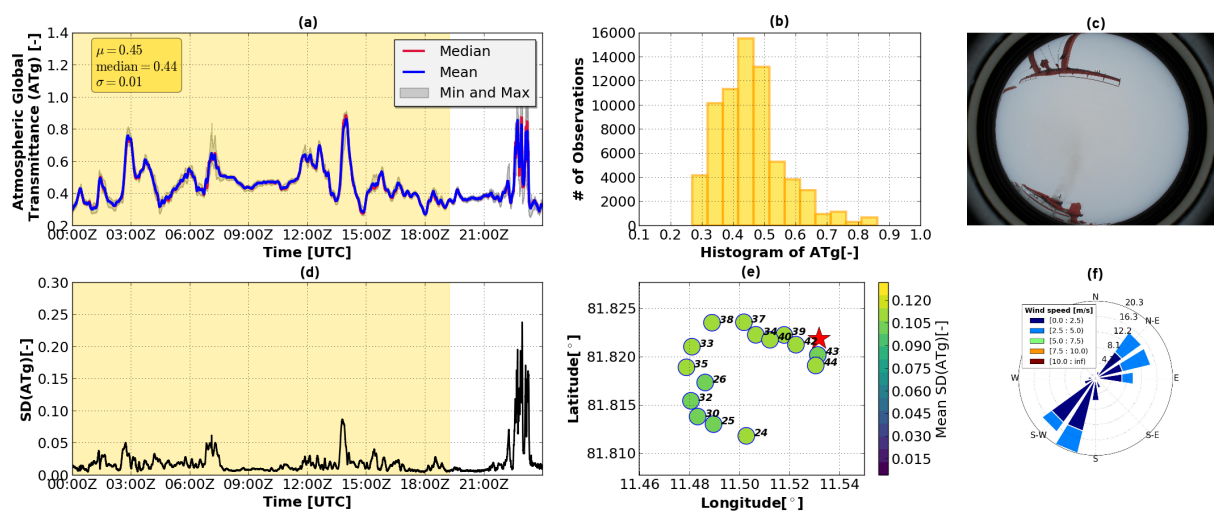 (a)
Atmospheric Global
Transmittance (ATg) [-]
1.4
1.2
1.0
0.8
0.6
0.4
0.2
μ = 0.45
median = 0.44
σ = 0.01
Median
Mean
Min and Max
00:00Z 03:00Z 06:00Z 09:00Z 12:00Z 15:00Z 18:00Z 21:00Z
Time [UTC]
(b)
# of Observations
16000
14000
12000
10000
8000
6000
4000
2000
0
0.1 0.2 0.3 0.4 0.5 0.6 0.7 0.8 0.9 1.0
Histogram of ATg[-]
(c)
(d)
SD(ATg)[-]
0.30
0.25
0.20
0.15
0.10
0.05
0.00
00:00Z 03:00Z 06:00Z 09:00Z 12:00Z 15:00Z 18:00Z 21:00Z
Time [UTC]
(e)
Latitude[°]
81.825
81.820
81.815
81.810
38 37
34 40 39
42
43
44
33
35
26
32
30 25
24
11.46 11.48 11.50 11.52 11.54
Longitude[°]
0.120
0.105
0.090
0.075
0.060
0.045
0.030
0.015
Mean SD(ATg)[-]
(f)
Wind speed [m/s]
[0.0 : 2.5)
[2.5 : 5.0)
[5.0 : 7.5)
[7.5 : 10.0)
[10.0 : inf)
N
N-E
E
S-E
S
S-W
W
20.3
16.3
12.2
8.1